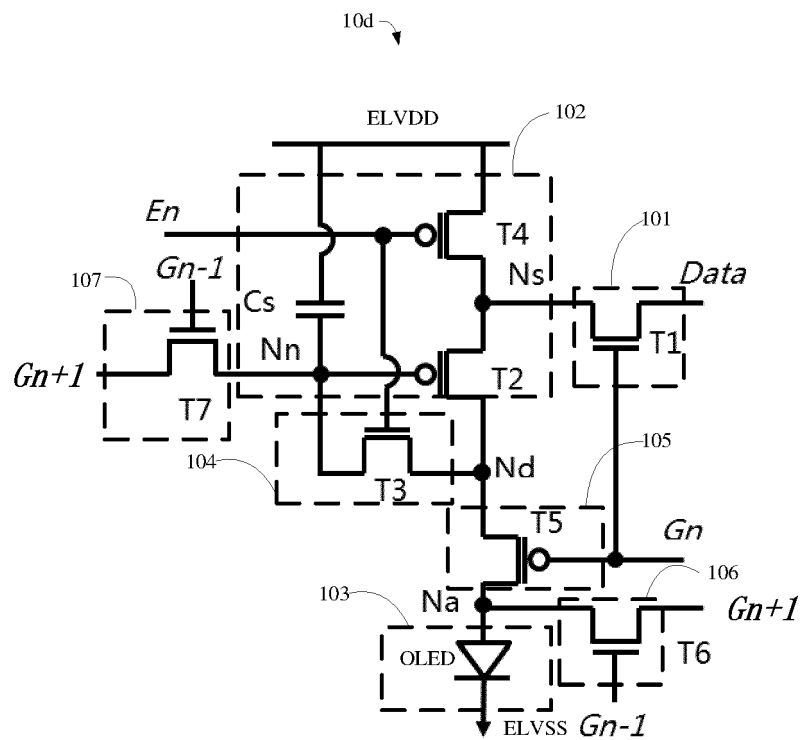 10d
ELVDD
102
En
T4
101
Gn-1
Ns
Data
107
Cs
Nn
T1
Gn+1
T2
T7
105
104
Nd
T3
T5
Gn
103
Na
106
Gn+1
OLED
T6
ELVSS
Gn-1